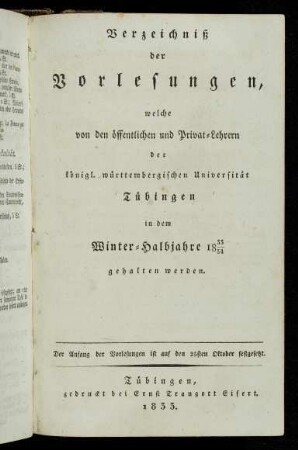 Verzeichniß
der
Vorlesungen,
welche
von den öffentlichen und Privat-Lehrern
der
königl. württembergischen Universität
Tübingen
in dem
Winter-Halbjahre 18 33/34
gehalten werden.
Der Anfang der Vorlesungen ist auf den Oktober festgesetzt.
Tübingen,
gedruckt bei Ernst Traugott Eifert.
1833.